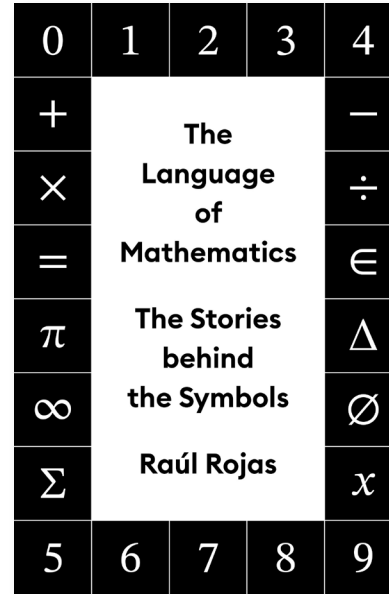 0 1 2 3 4
+ −
The
× Language ÷
of
= Mathematics ∈
π The Stories Δ
behind
∞ the Symbols ∅
Σ Raúl Rojas x
5 6 7 8 9